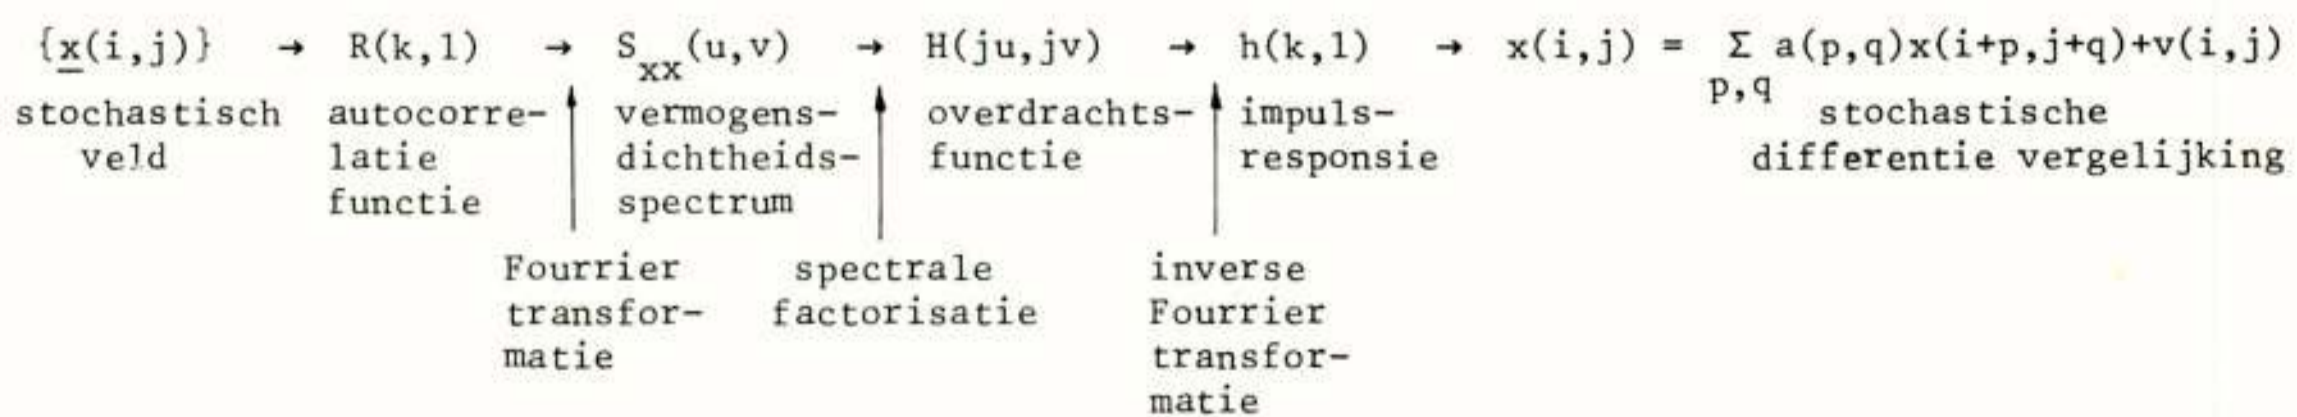 {x(i,j)} → R(k,l) → S_xx(u,v) → H(ju,jv) → h(k,l) → x(i,j) = Σ a(p,q)x(i+p,j+q)+v(i,j)
p,q
stochastisch autocorre- vermogens- overdrachts- impuls- stochastische
veld latie dichtheids- functie responsie differentie vergelijking
functie spectrum
Fourrier spectrale inverse
transfor- factorisatie Fourrier
matie transfor-
matie